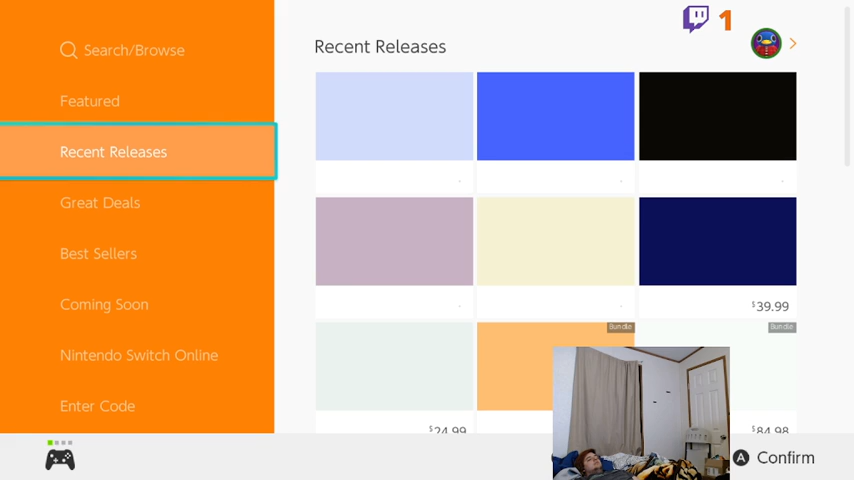 Search/Browse
Featured
Recent Releases
Great Deals
Best Sellers
Coming Soon
Nintendo Switch Online
Enter Code
1
Recent Releases
$39.99
Bundle
Bundle
$24.99
$84.98
A Confirm